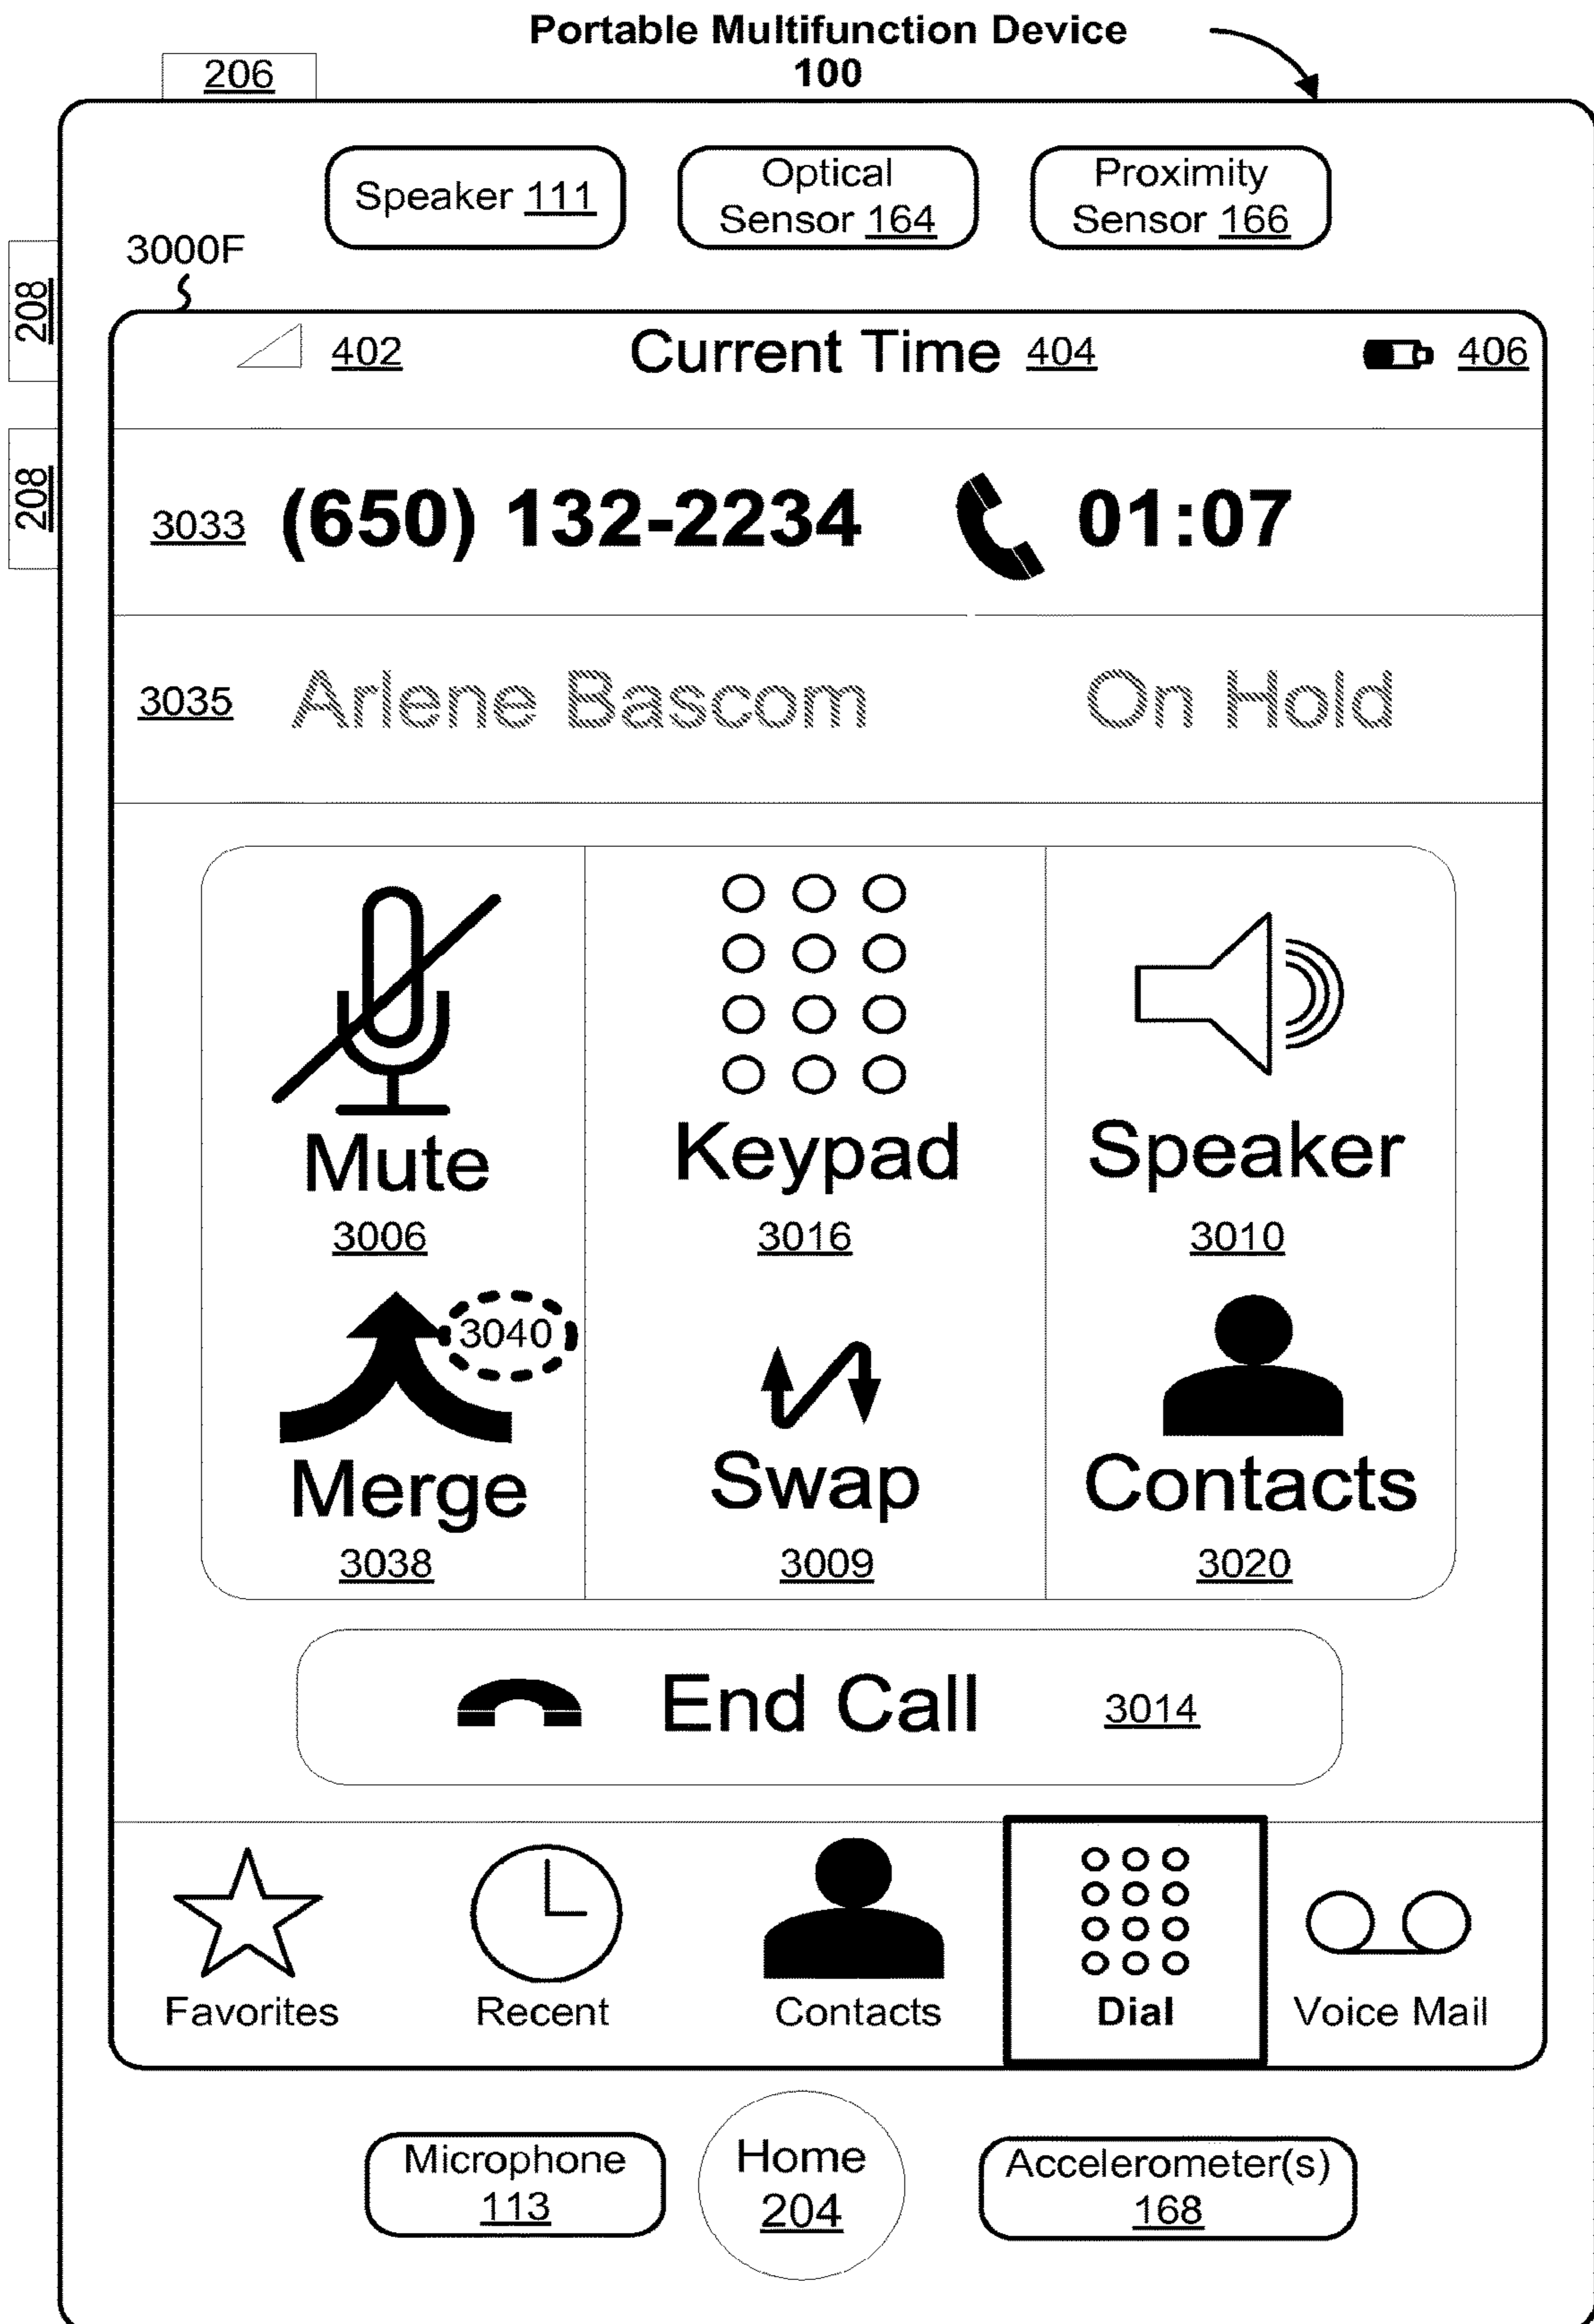 Portable Multifunction Device
100
206
Speaker 111
Optical
Sensor 164
Proximity
Sensor 166
3000F
208
208
402
Current Time 404
406
3033 (650) 132-2234 01:07
3035 Arlene Bascom On Hold
Mute
3006
Keypad
3016
Speaker
3010
3040
Merge
3038
Swap
3009
Contacts
3020
End Call 3014
Favorites
Recent
Contacts
Dial
Voice Mail
Microphone
113
Home
204
Accelerometer(s)
168